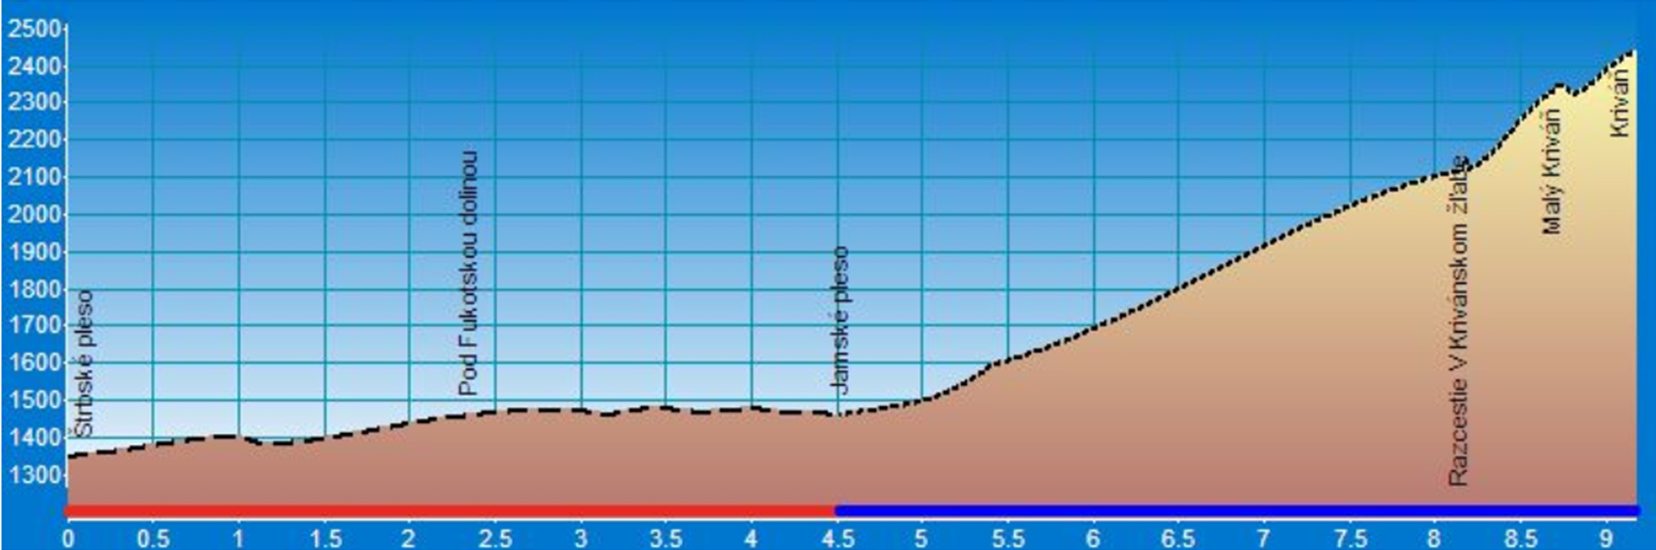 2500
2400
2300
2200
2100
2000
1900
1800
1700
1600
1500
1400
1300
Štrbské pleso
Pod Fukotskou dolinou
Jamské pleso
Razcestie V Krivánskom žľabe
Malý Kriváň
Kriváň
0 0.5 1 1.5 2 2.5 3 3.5 4 4.5 5 5.5 6 6.5 7 7.5 8 8.5 9